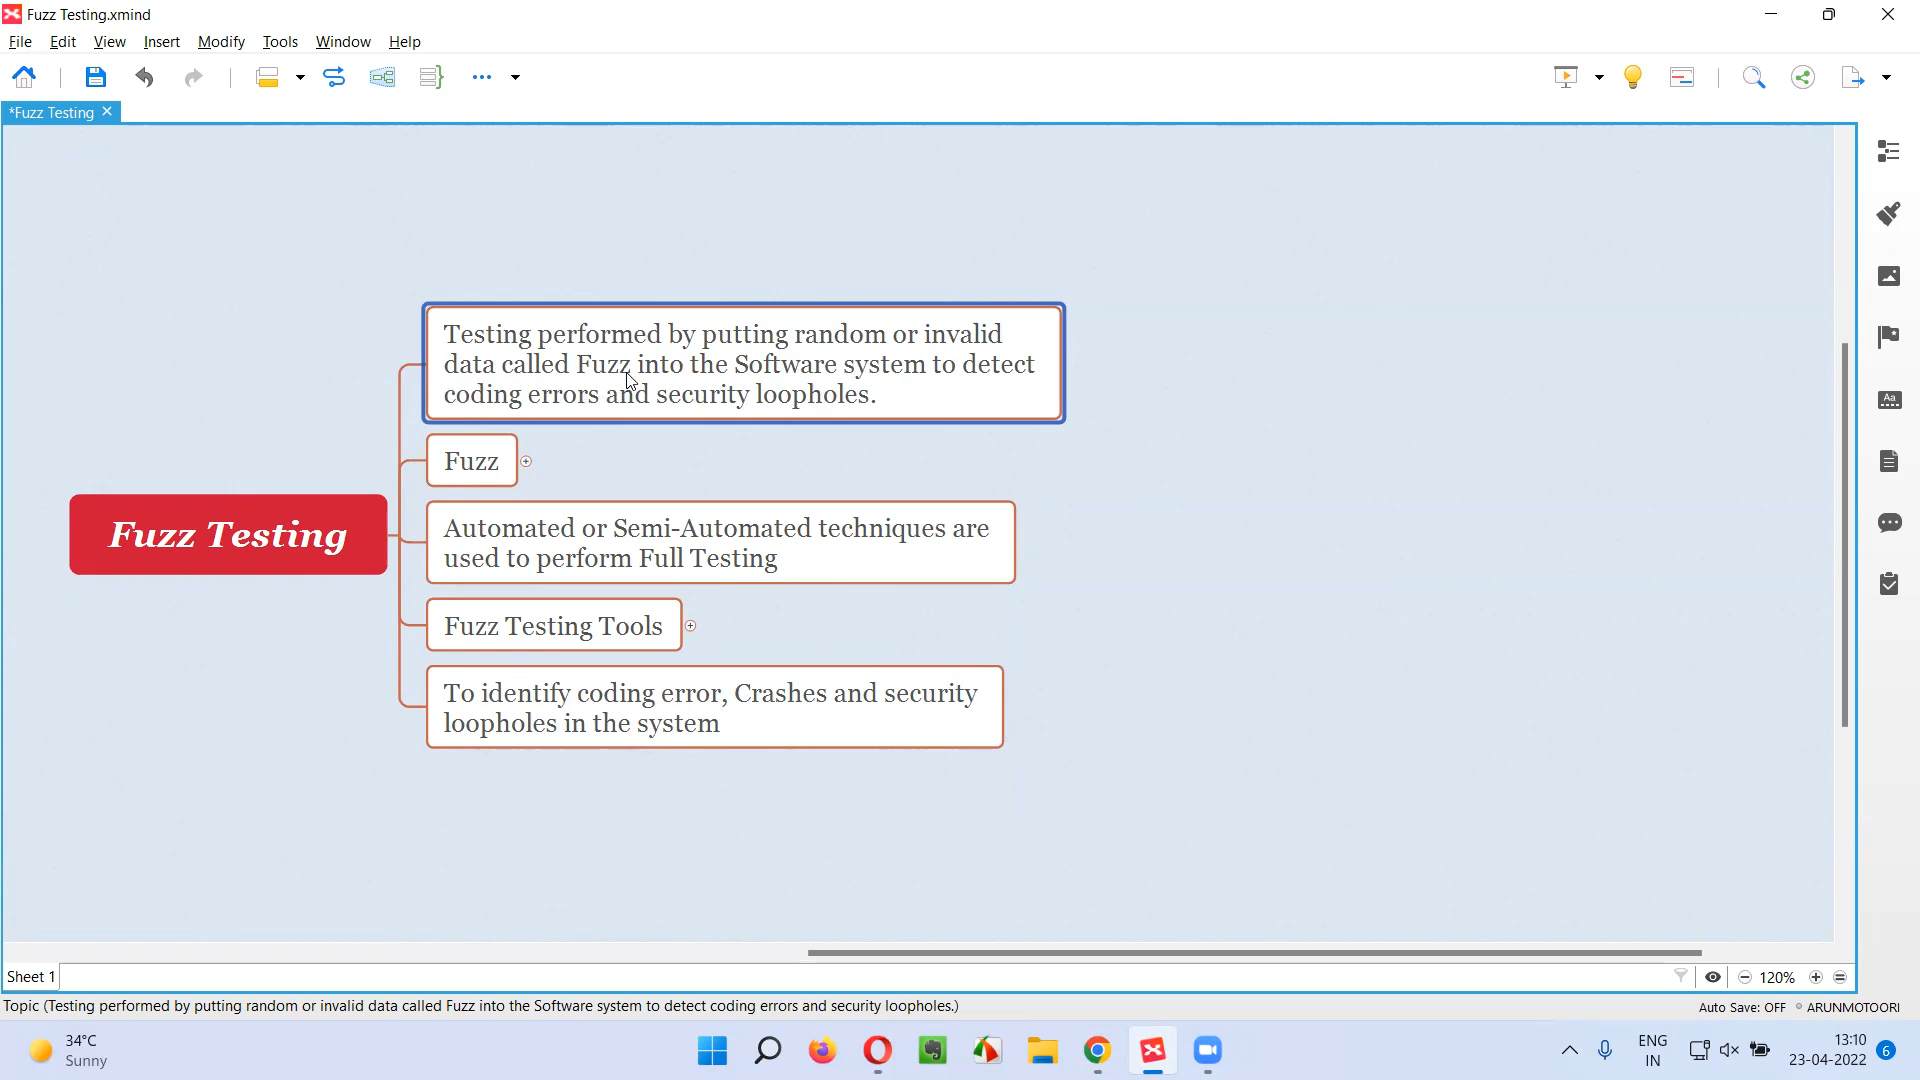 Fuzz Testing.xmind
File Edit View Insert Modify Tools Window Help
*Fuzz Testing
Testing performed by putting random or invalid
data called Fuzz into the Software system to detect
coding errors and security loopholes.
Fuzz
Fuzz Testing
Automated or Semi-Automated techniques are
used to perform Full Testing
Fuzz Testing Tools
To identify coding error, Crashes and security
loopholes in the system
Aa
Sheet 1
120%
Topic (Testing performed by putting random or invalid data called Fuzz into the Software system to detect coding errors and security loopholes.)
Auto Save: OFF ARUNMOTOORI
34°C
Sunny
ENG
IN
13:10
23-04-2022
6